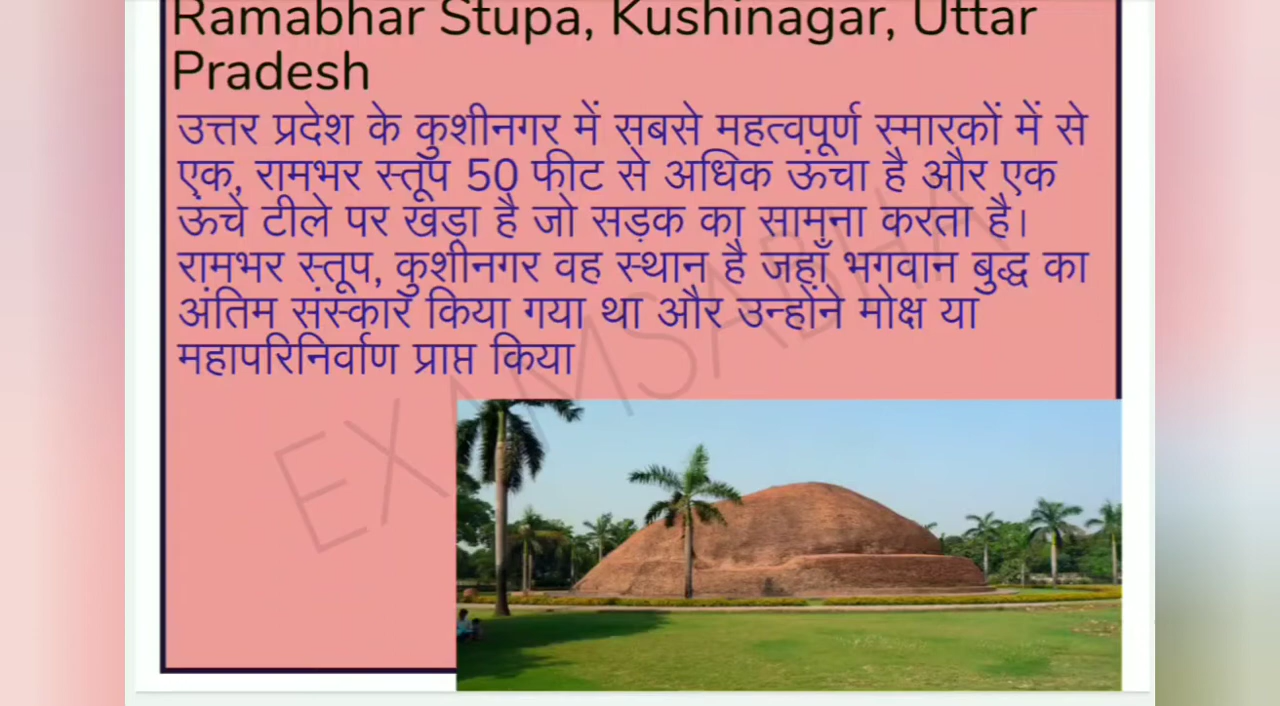 Ramabhar Stupa, Kushinagar, Uttar
Pradesh
उत्तर प्रदेश के कुशीनगर में सबसे महत्वपूर्ण स्मारकों में से
एक, रामभर स्तूप 50 फीट से अधिक ऊंचा है और एक
ऊंचे टीले पर खड़ा है जो सड़क का सामना करता है।
रामभर स्तूप, कुशीनगर वह स्थान है जहाँ भगवान बुद्ध का
अंतिम संस्कार किया गया था और उन्होंने मोक्ष या
महापरिनिर्वाण प्राप्त किया
EXAMSABHA